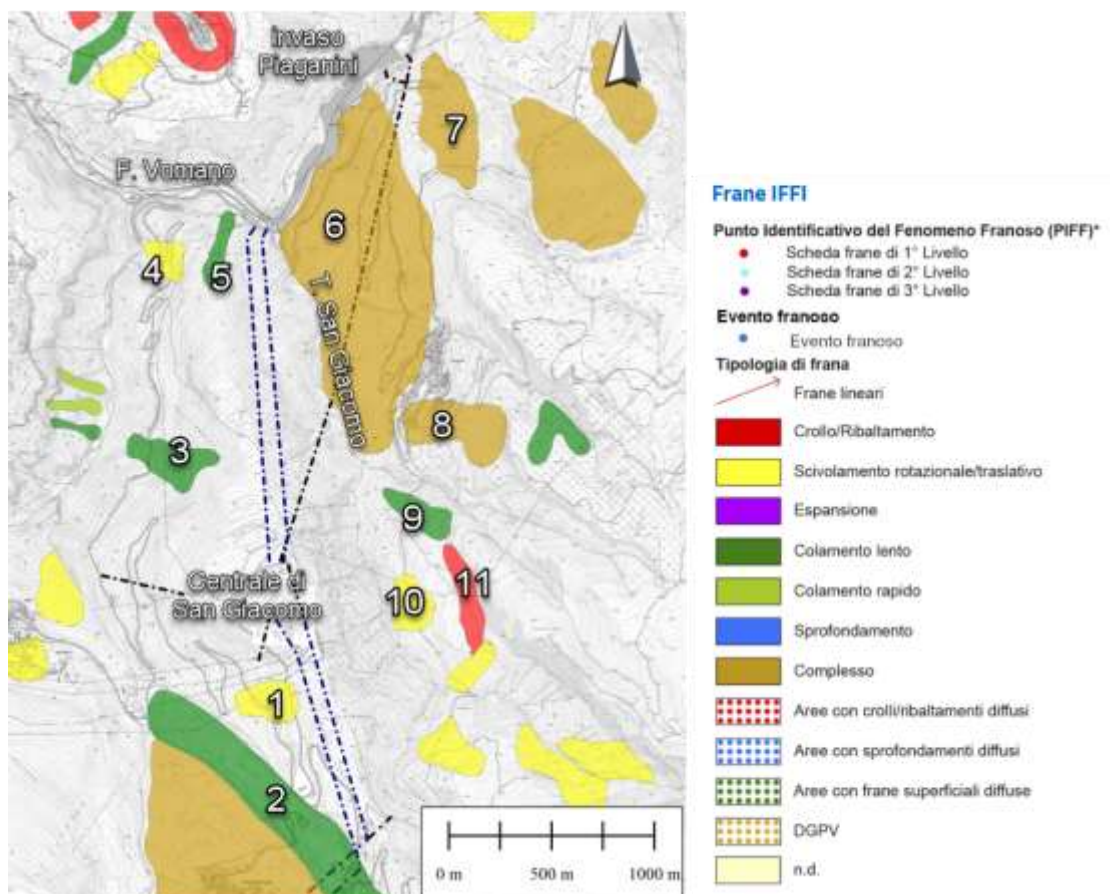 invaso
Piaganini
F. Vomano
7
6
4
5
T. San Giacomo
8
3
9
11
10
Centrale di
San Giacomo
1
2
0 m
500 m
1000 m
Frane IFFI
Punto Identificativo del Fenomeno Franoso (PIFF)*
Scheda frane di 1° Livello
Scheda frane di 2° Livello
Scheda frane di 3° Livello
Evento franoso
Evento franoso
Tipologia di frana
Frane lineari
Crollo/Ribaltamento
Scivolamento rotazionale/traslativo
Espansione
Colamento lento
Colamento rapido
Sprofondamento
Complesso
Aree con crolli/ribaltamenti diffusi
Aree con sprofondamenti diffusi
Aree con frane superficiali diffuse
DGPV
n.d.